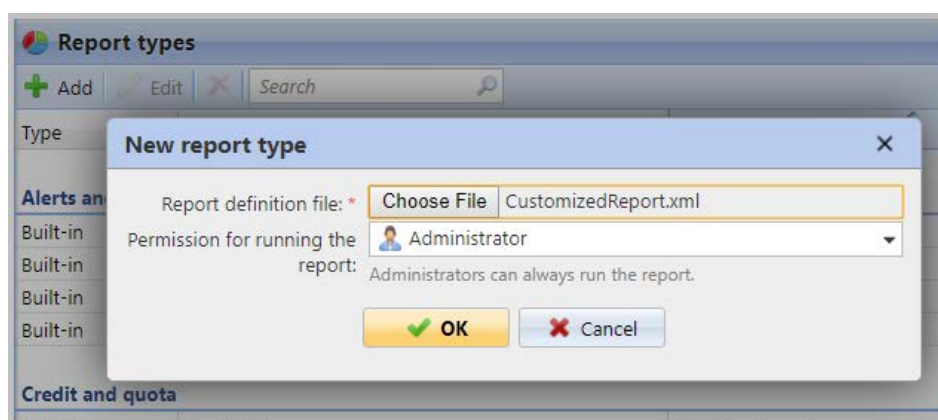 Report types
Add Edit Search
Type
New report type ×
Alerts an
Report definition file: * Choose File CustomizedReport.xml
Built-in
Permission for running the report: Administrator
Built-in
Administrators can always run the report.
Built-in
Built-in
OK Cancel
Credit and quota